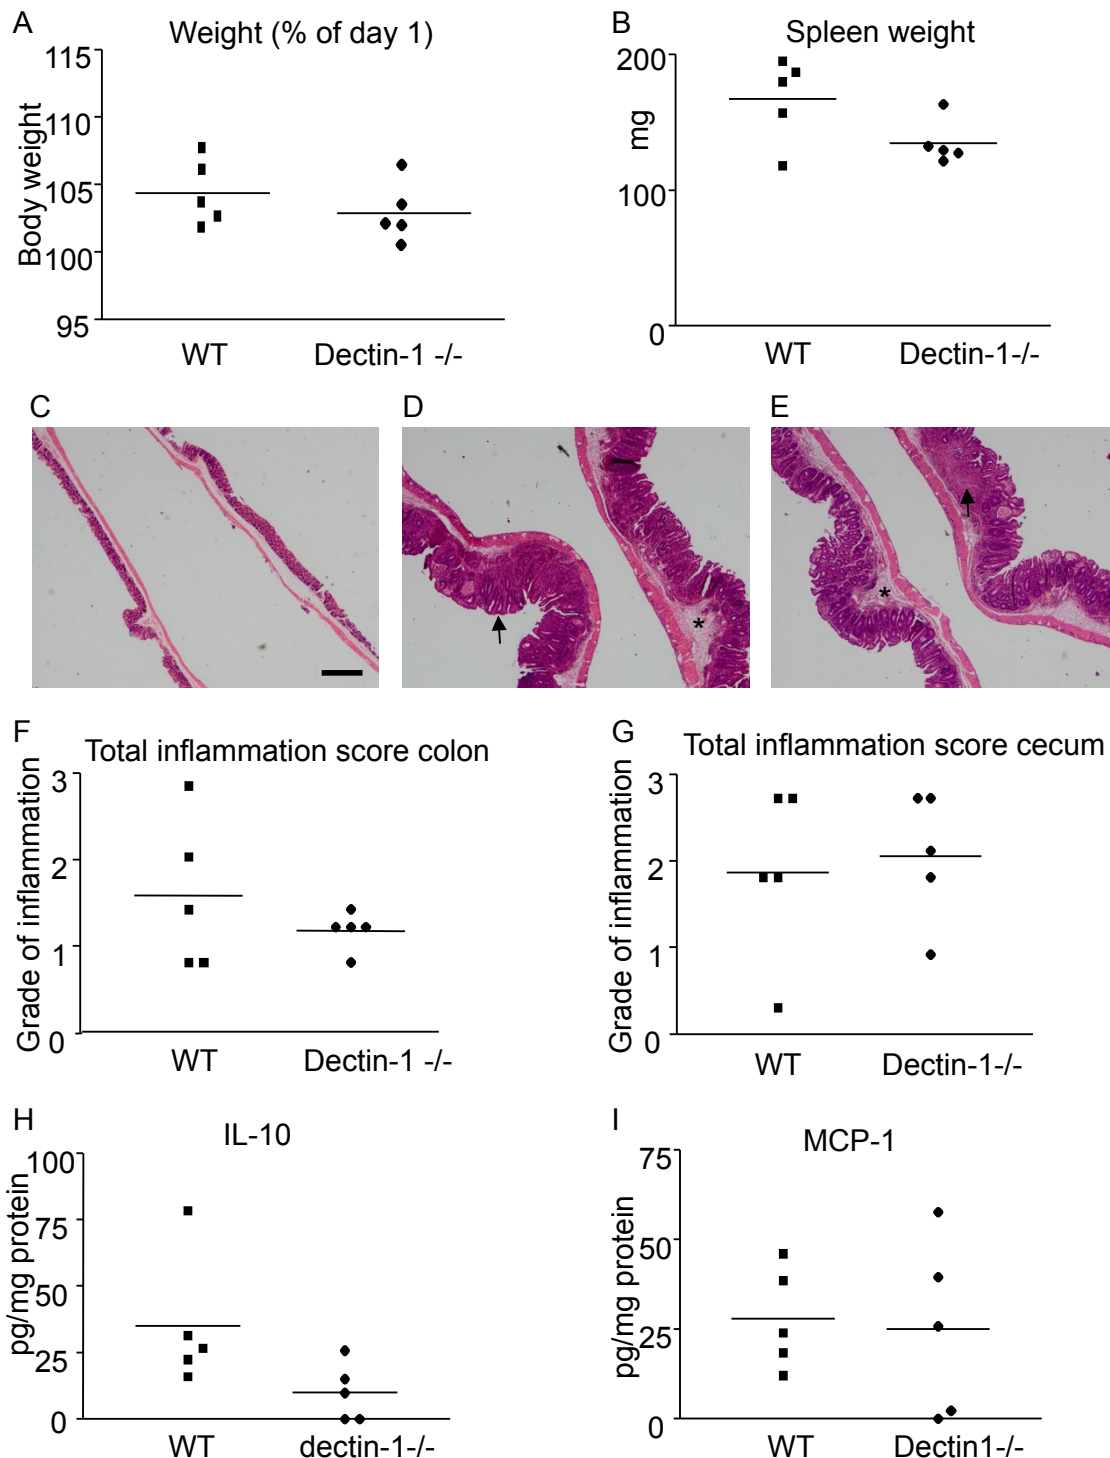 A
Weight (% of day 1)
115
110
105
100
95
Body weight
WT
Dectin-1 -/-
B
Spleen weight
200
100
0
mg
WT
Dectin-1-/-
C
D
E
*
*
F
Total inflammation score colon
3
2
1
0
Grade of inflammation
WT
Dectin-1 -/-
G
Total inflammation score cecum
3
2
1
0
Grade of inflammation
WT
Dectin-1-/-
H
IL-10
100
75
50
25
0
pg/mg protein
WT
dectin-1-/-
I
MCP-1
75
50
25
0
pg/mg protein
WT
Dectin1-/-